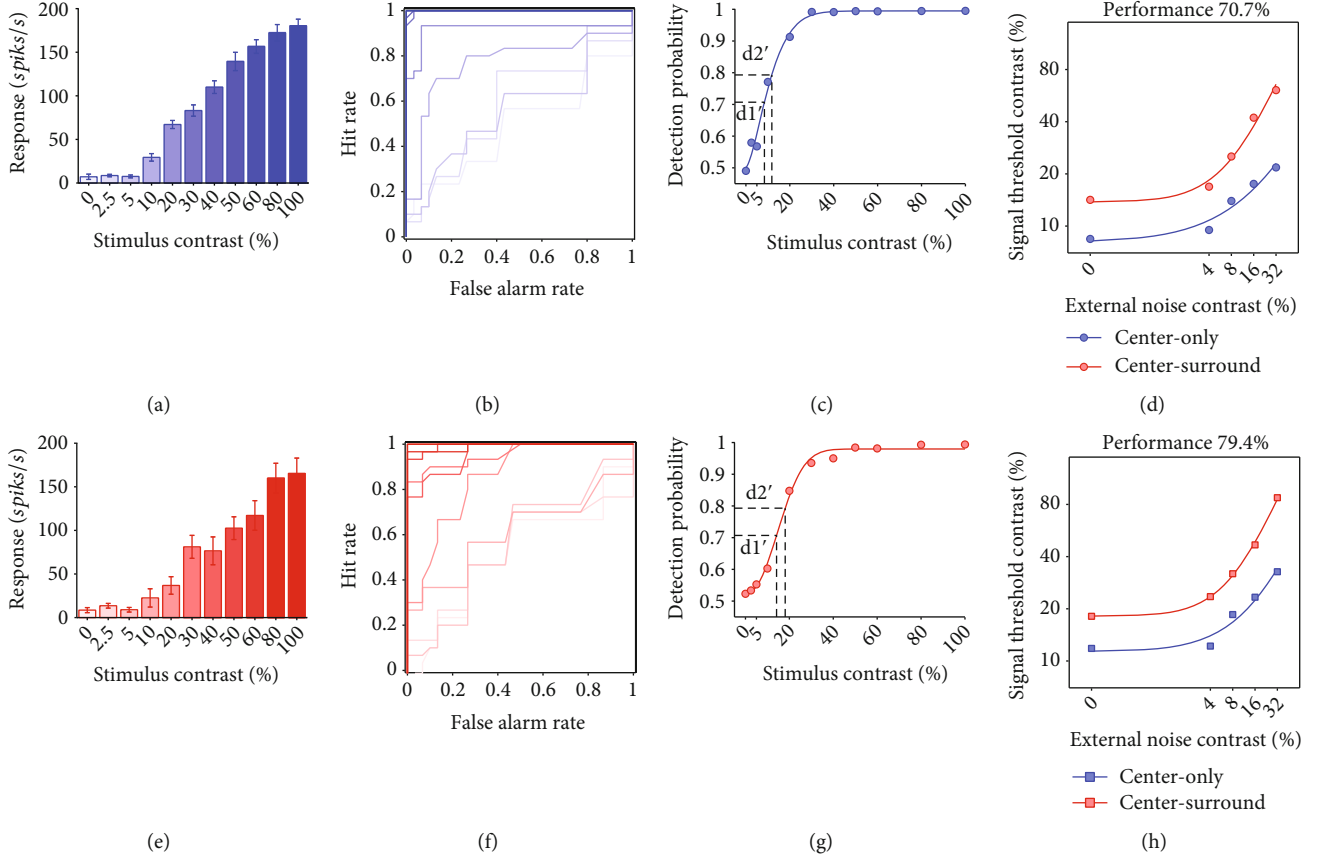 200
150
100
50
0
Response (spiks/s)
0 2.5 5 10 20 30 40 50 60 80 100
Stimulus contrast (%)
(a)
1
0.8
0.6
0.4
0.2
0
Hit rate
0 0.2 0.4 0.6 0.8 1
False alarm rate
(b)
1
0.9
0.8
0.7
0.6
0.5
Detection probability
d2′
d1′
0 5 20 40 60 80 100
Stimulus contrast (%)
(c)
Performance 70.7%
80
40
20
10
Signal threshold contrast (%)
0 4 8 16 32
External noise contrast (%)
Center-only
Center-surround
(d)
200
150
100
50
0
Response (spiks/s)
0 2.5 5 10 20 30 40 50 60 80 100
Stimulus contrast (%)
(e)
1
0.8
0.6
0.4
0.2
0
Hit rate
0 0.2 0.4 0.6 0.8 1
False alarm rate
(f)
1
0.9
0.8
0.7
0.6
0.5
Detection probability
d2′
d1′
0 5 20 40 60 80 100
Stimulus contrast (%)
(g)
Performance 79.4%
80
40
20
10
Signal threshold contrast (%)
0 4 8 16 32
External noise contrast (%)
Center-only
Center-surround
(h)